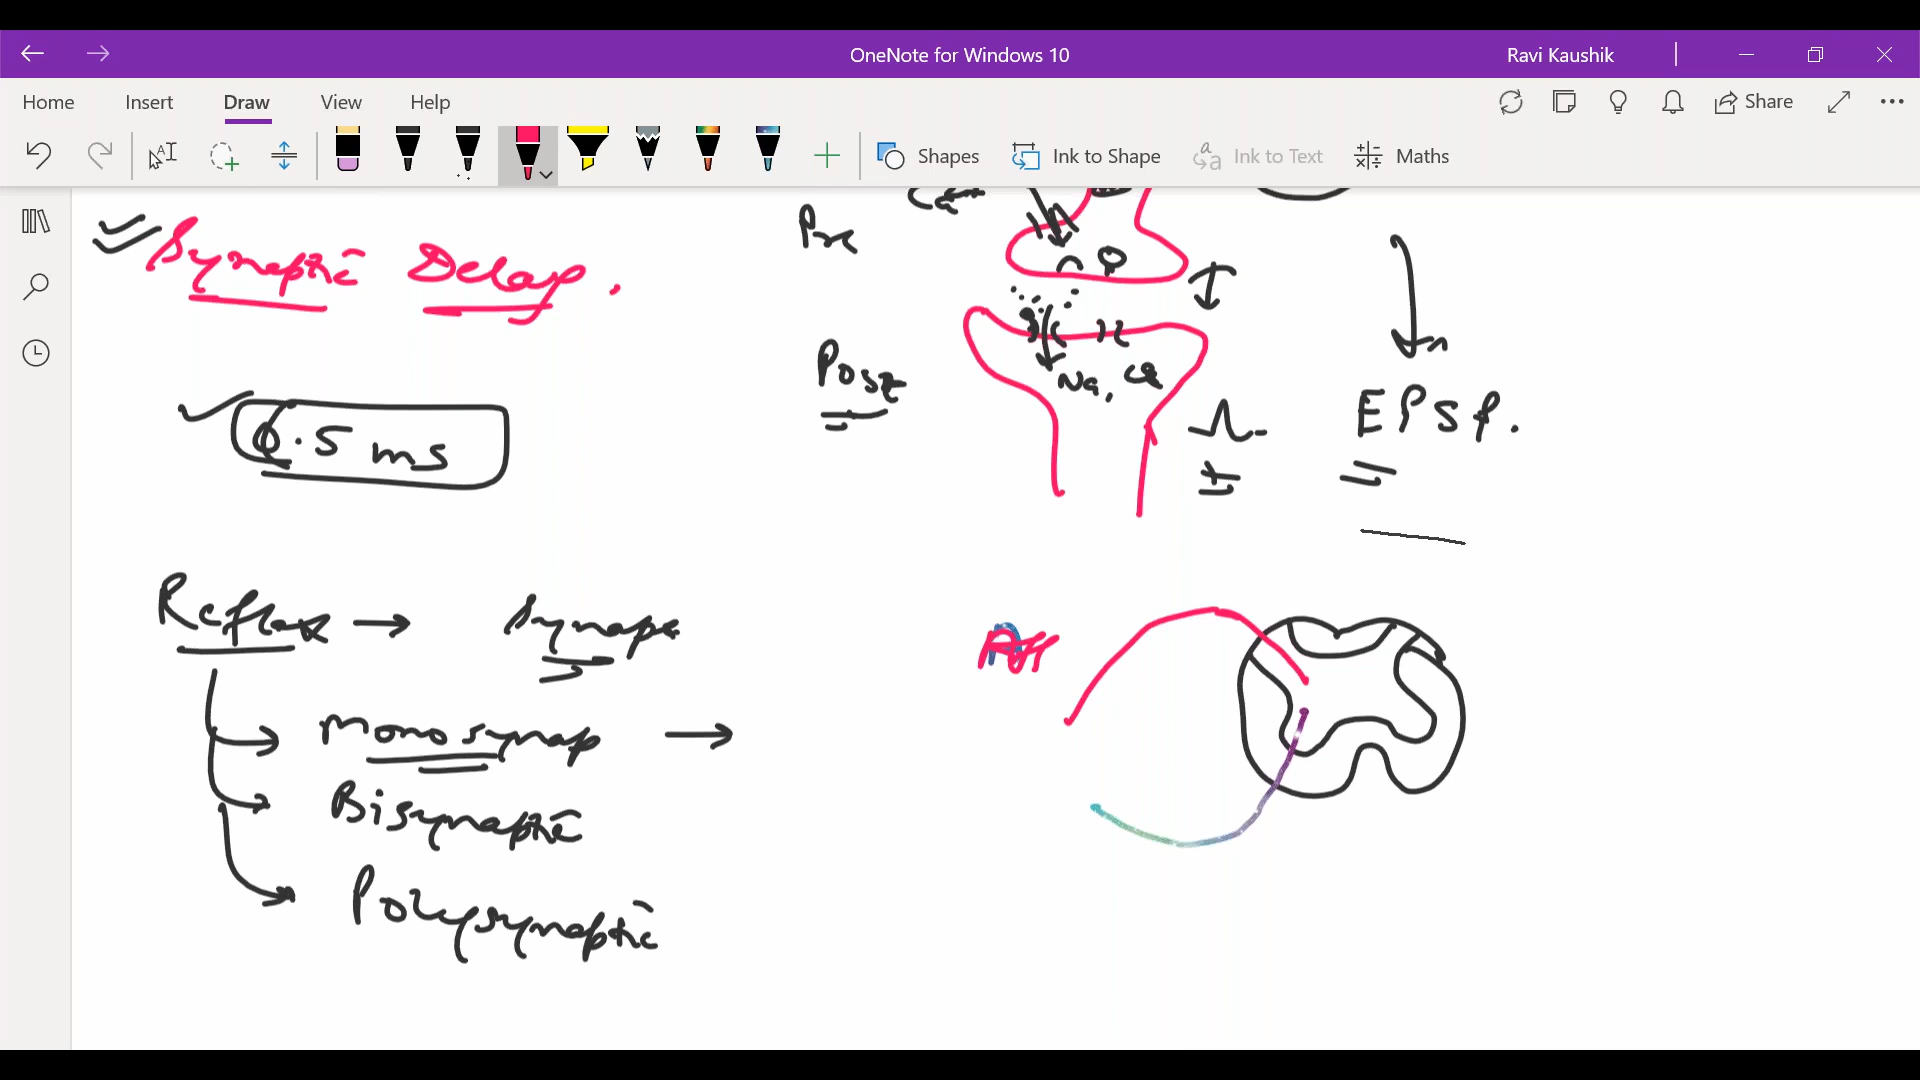 OneNote for Windows 10
Ravi Kaushik
Home Insert Draw View Help
Share
Shapes
Ink to Shape
Ink to Text
Maths
Synaptic Delay.
0.5 ms
Pre
Ca++
Post
Na, Ca
EPSP.
Reflex → Synapse
Monosynap →
Bisynaptic
Polysynaptic
Aff